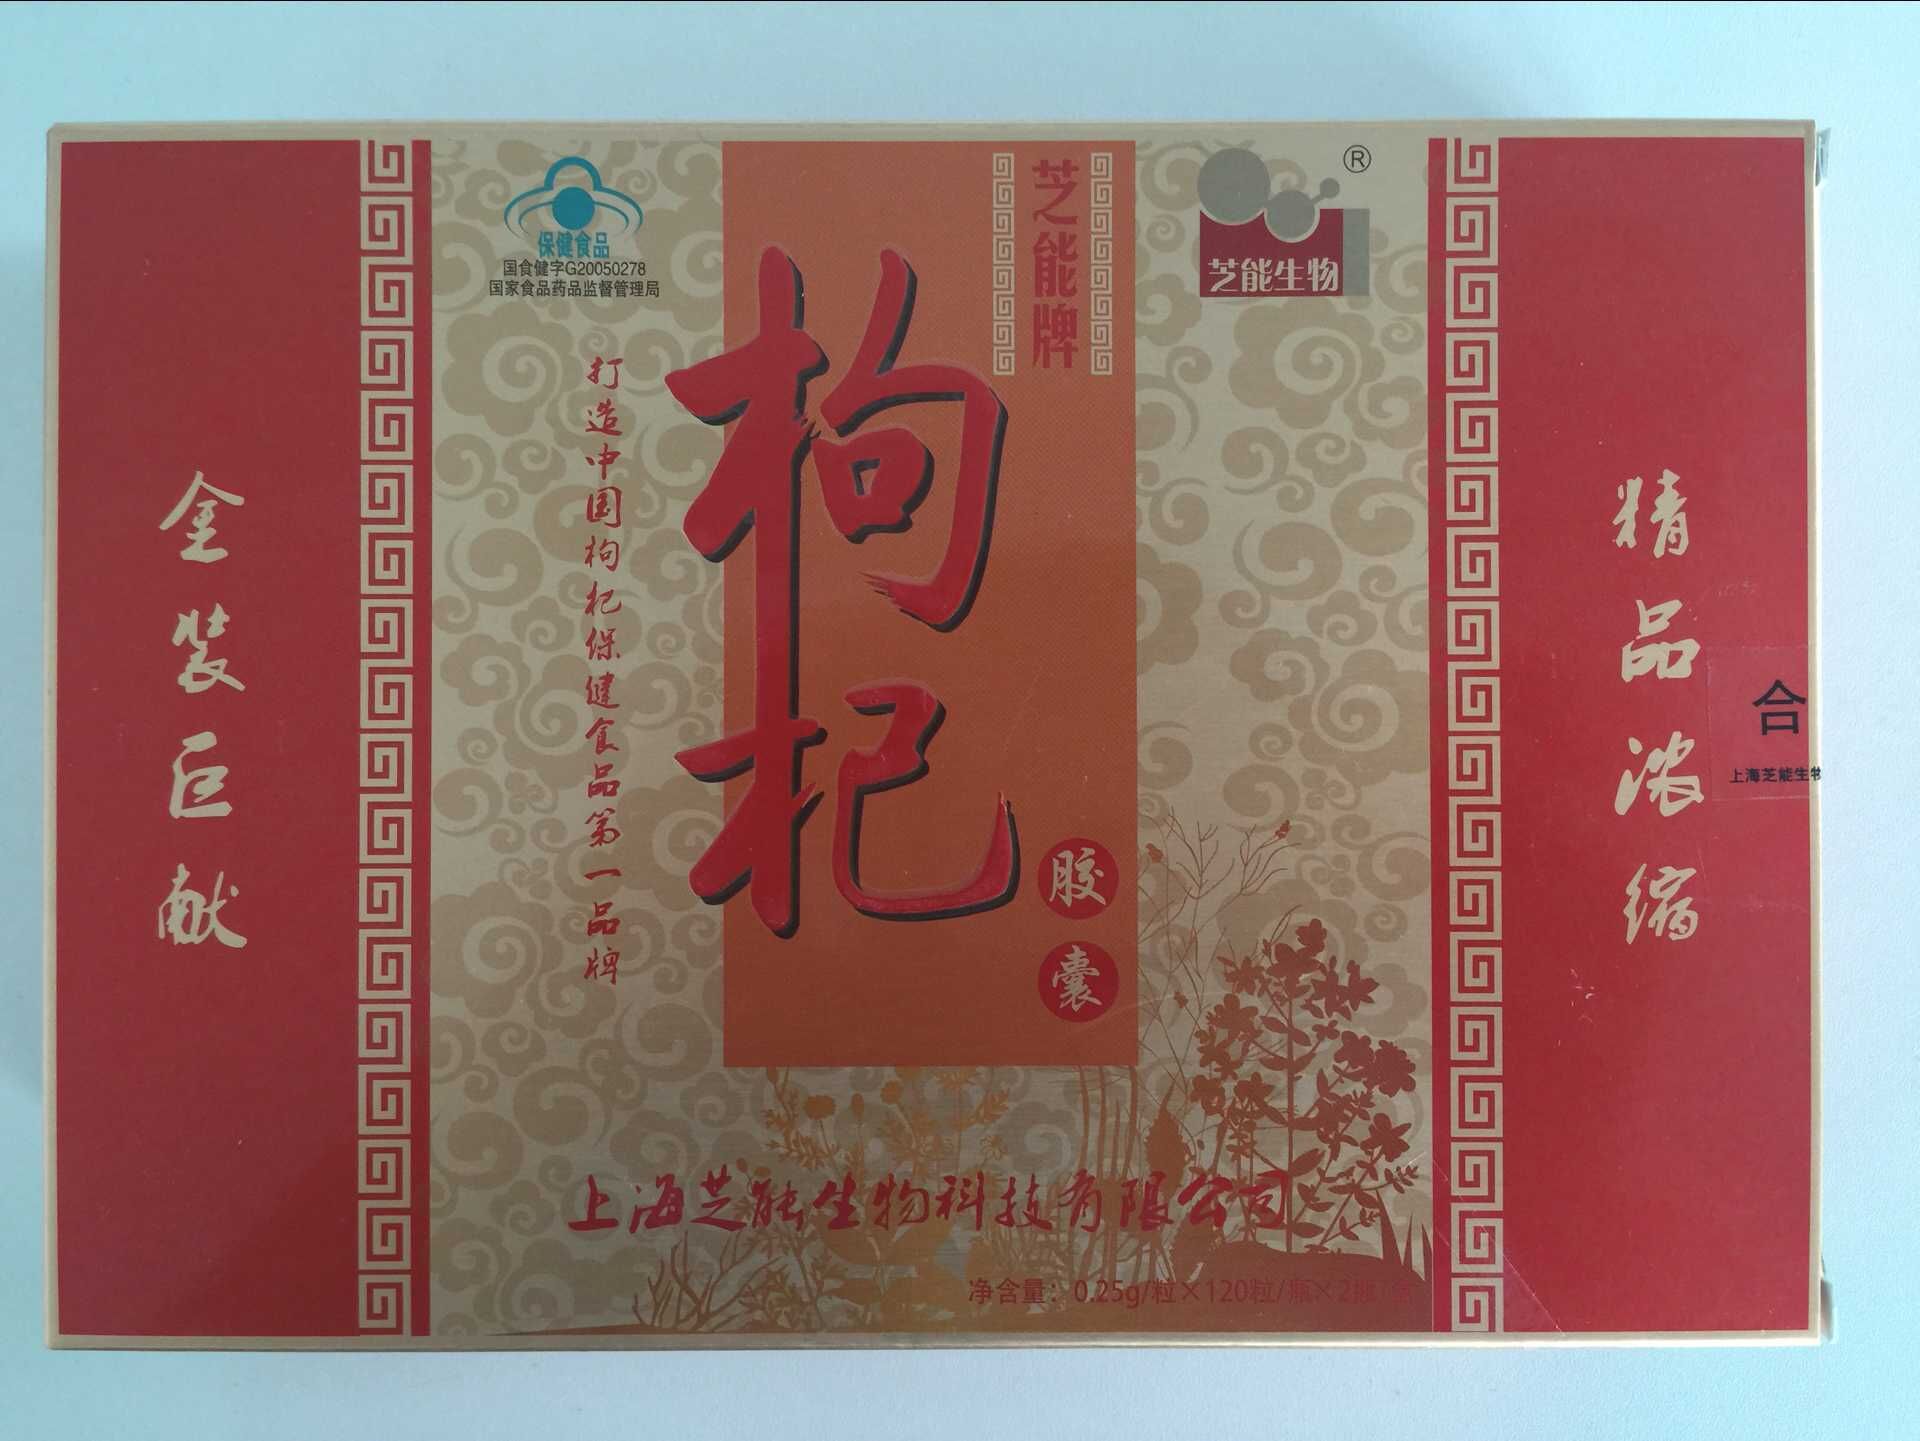 金装巨献
保健食品
国食健字G20050278
国家食品药品监督管理局
打造中国枸杞保健食品第一品牌
芝能牌
枸杞
胶囊
芝能生物
®
精品浓缩
合
上海芝能生物
上海芝能生物科技有限公司
净含量：0.25g/粒×120粒/瓶×2瓶/盒